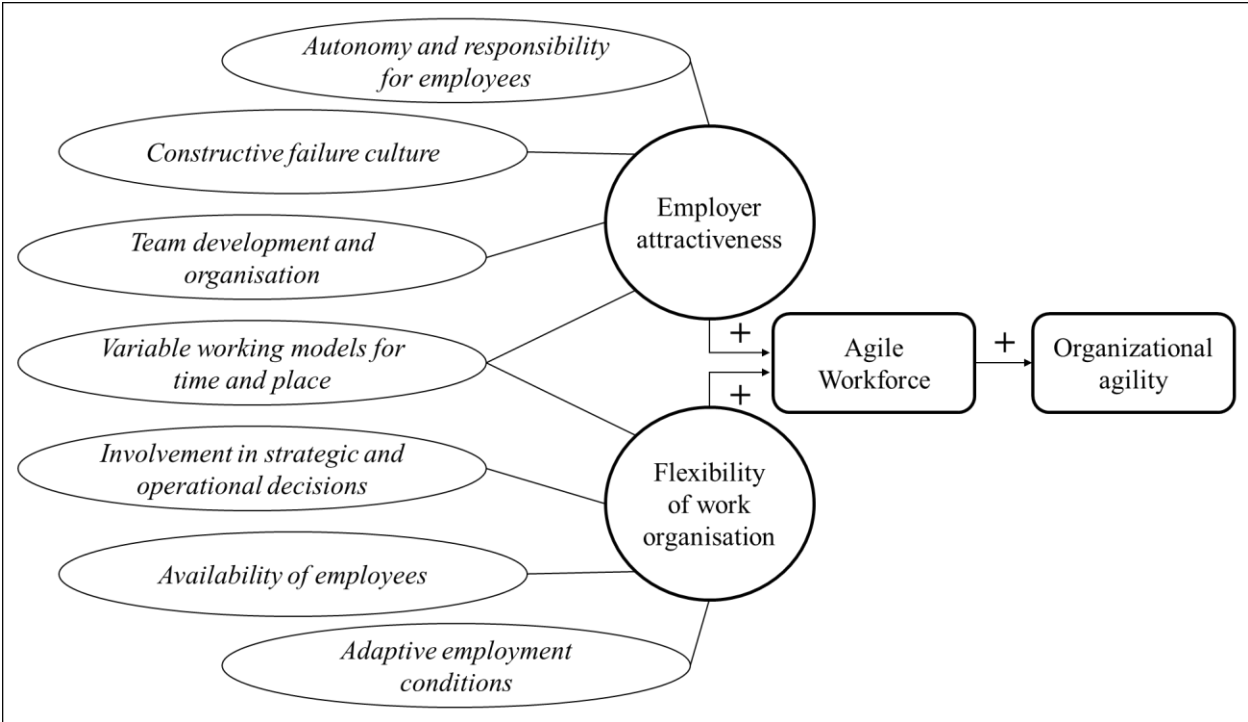 Autonomy and responsibility
for employees
Constructive failure culture
Team development and
organisation
Variable working models for
time and place
Involvement in strategic and
operational decisions
Availability of employees
Adaptive employment
conditions
Employer
attractiveness
Flexibility
of work
organisation
+
+
Agile
Workforce
+
Organizational
agility